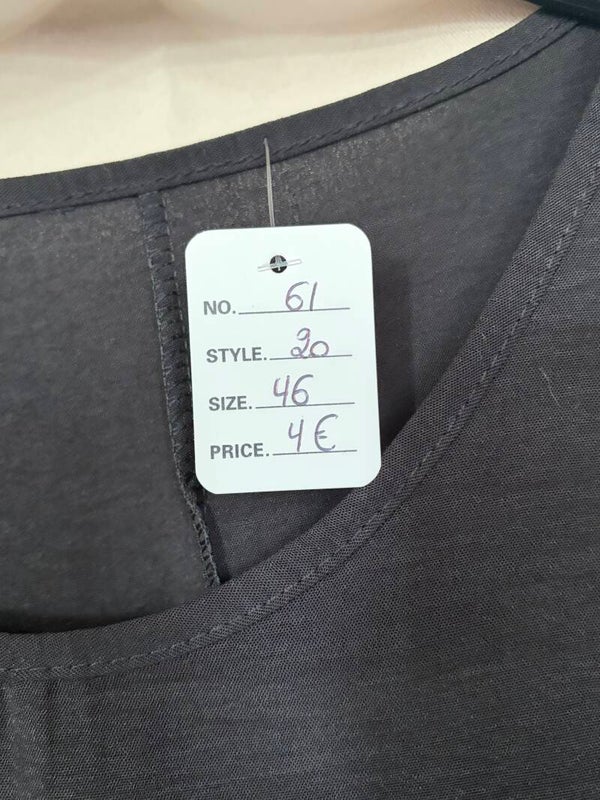 NO. 61
STYLE. 20
SIZE. 46
PRICE. 4 €